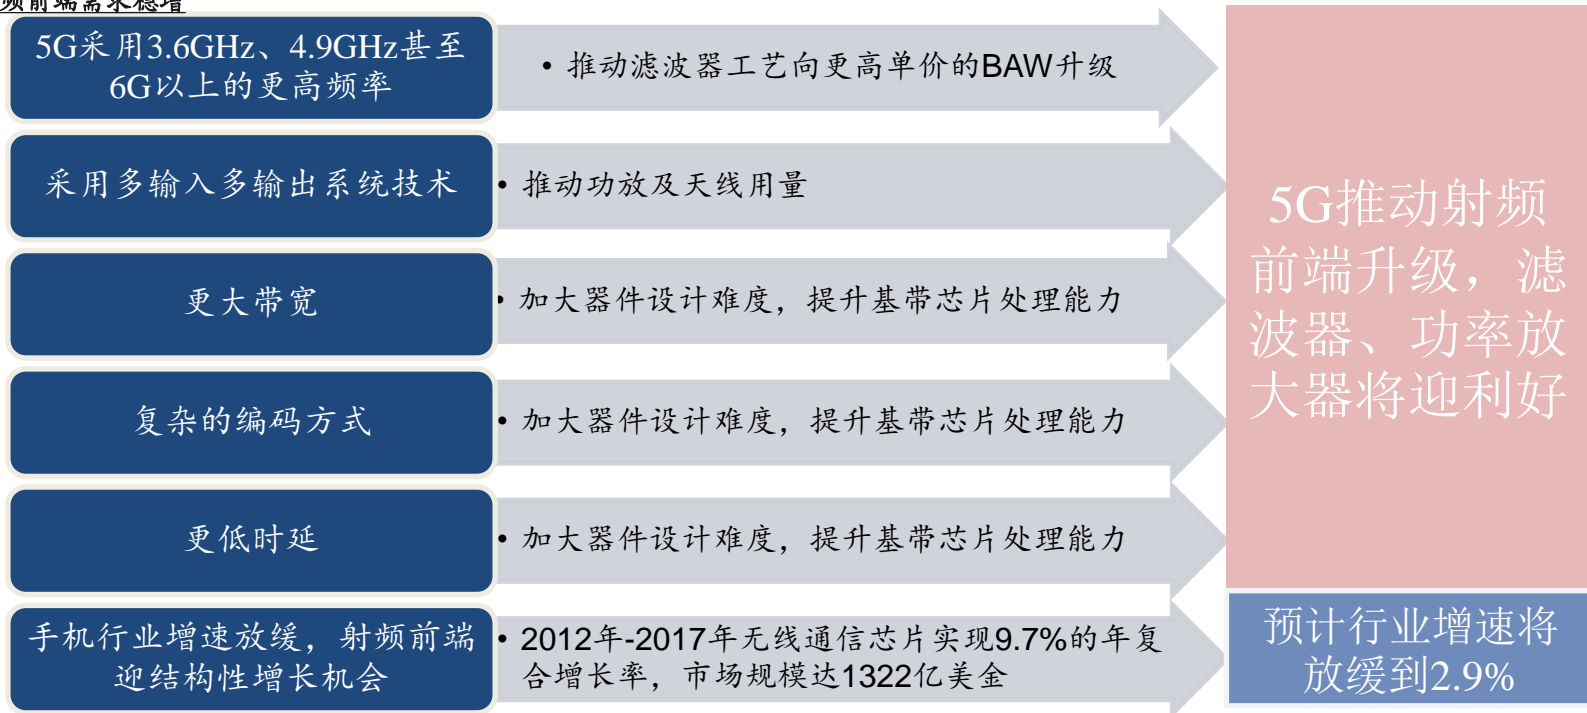 频前端需求稳增
5G采用3.6GHz、4.9GHz甚至
6G以上的更高频率
• 推动滤波器工艺向更高单价的BAW升级
采用多输入多输出系统技术
• 推动功放及天线用量
更大带宽
• 加大器件设计难度，提升基带芯片处理能力
复杂的编码方式
• 加大器件设计难度，提升基带芯片处理能力
更低时延
• 加大器件设计难度，提升基带芯片处理能力
手机行业增速放缓，射频前端
迎结构性增长机会
• 2012年-2017年无线通信芯片实现9.7%的年复
合增长率，市场规模达1322亿美金
5G推动射频
前端升级，滤
波器、功率放
大器将迎利好
预计行业增速将
放缓到2.9%